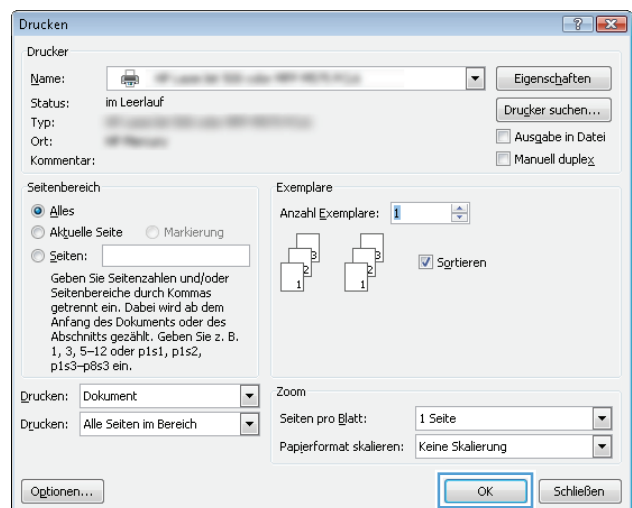 Drucken
Drucker
Name:
Eigenschaften
Status: im Leerlauf
Drucker suchen...
Typ:
Ort:
Ausgabe in Datei
Kommentar:
Manuell duplex
Seitenbereich
Alles
Aktuelle Seite Markierung
Seiten:
Geben Sie Seitenzahlen und/oder
Seitenbereiche durch Kommas
getrennt ein. Dabei wird ab dem
Anfang des Dokuments oder des
Abschnitts gezählt. Geben Sie z. B.
1, 3, 5–12 oder p1s1, p1s2,
p1s3–p8s3 ein.
Exemplare
Anzahl Exemplare: 1
3 3
2 2
1 1
Sortieren
Drucken: Dokument
Drucken: Alle Seiten im Bereich
Zoom
Seiten pro Blatt: 1 Seite
Papierformat skalieren: Keine Skalierung
Optionen... OK Schließen